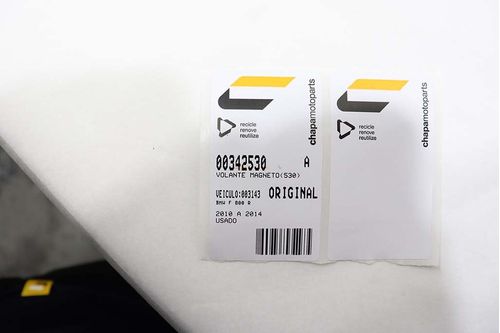 chapamotoparts
recicle
renove
reutilize
00342530 A
VOLANTE MAGNETO(530)
VEICULO:003143 ORIGINAL
BMW F 800 R
2010 A 2014
USADO
chapamotoparts
recicle
renove
reutilize